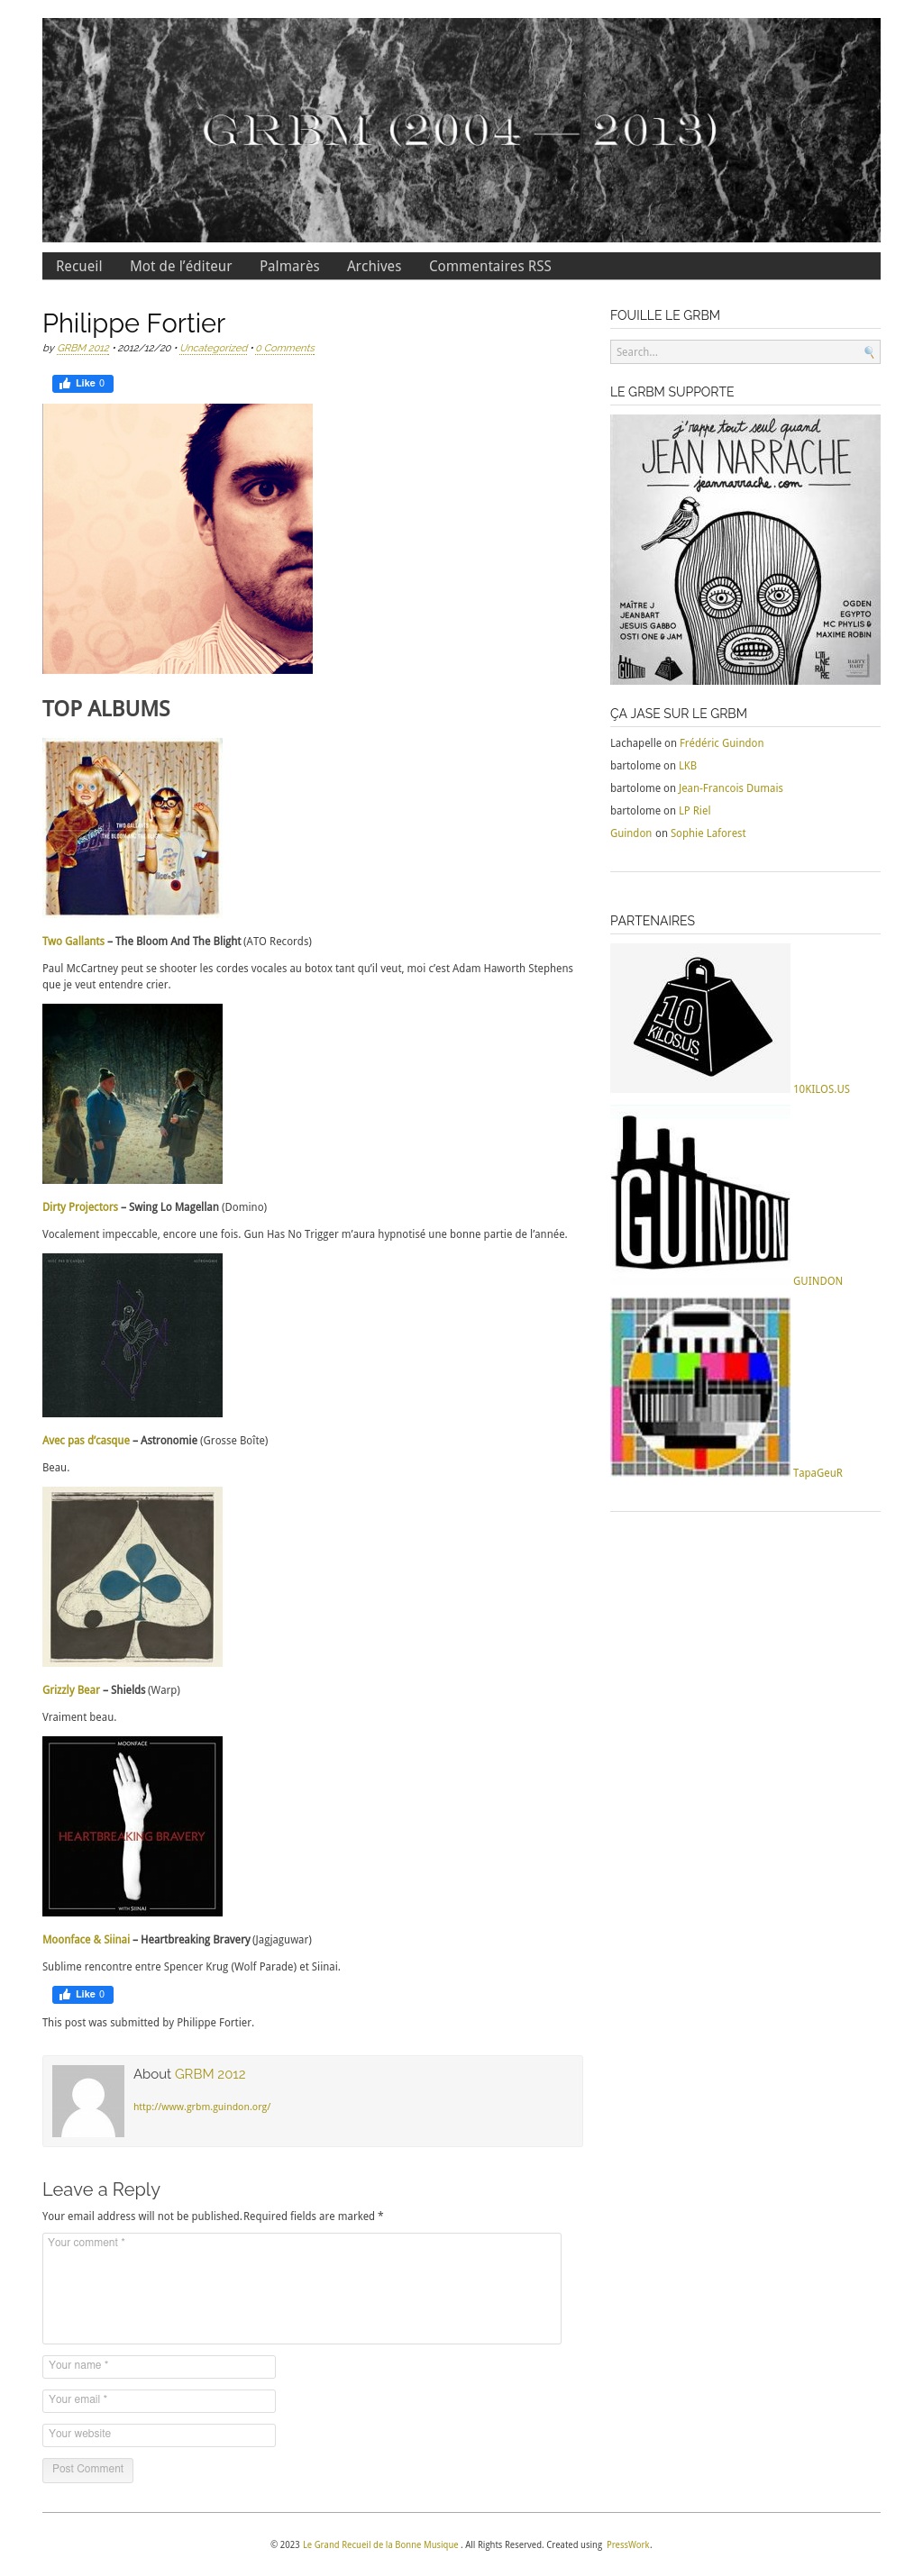 GRBM (2004 — 2013)
Recueil Mot de l’éditeur Palmarès Archives Commentaires RSS
Philippe Fortier
by GRBM 2012 • 2012/12/20 • Uncategorized • 0 Comments
Like 0
TOP ALBUMS
TWO GALLANTS
THE BLOOM AND THE BLIGHT
Two Gallants – The Bloom And The Blight (ATO Records)
Paul McCartney peut se shooter les cordes vocales au botox tant qu’il veut, moi c’est Adam Haworth Stephens
que je veut entendre crier.
Dirty Projectors – Swing Lo Magellan (Domino)
Vocalement impeccable, encore une fois. Gun Has No Trigger m’aura hypnotisé une bonne partie de l’année.
AVEC PAS D'CASQUE ASTRONOMIE
Avec pas d’casque – Astronomie (Grosse Boîte)
Beau.
Grizzly Bear – Shields (Warp)
Vraiment beau.
MOONFACE
HEARTBREAKING BRAVERY
WITH SIINAI
Moonface & Siinai – Heartbreaking Bravery (Jagjaguwar)
Sublime rencontre entre Spencer Krug (Wolf Parade) et Siinai.
Like 0
This post was submitted by Philippe Fortier.
About GRBM 2012
http://www.grbm.guindon.org/
Leave a Reply
Your email address will not be published.Required fields are marked *
Your comment *
Your name *
Your email *
Your website
Post Comment
FOUILLE LE GRBM
Search...
LE GRBM SUPPORTE
j'rappe tout seul quand
JEAN NARRACHE
jeannarrache.com
MAÎTRE J
JEANBART
JESUIS GABBO
OSTI ONE & JAM
OGDEN
EGYPTO
MC PHYLIS &
MAXIME ROBIN
ÇA JASE SUR LE GRBM
Lachapelle on Frédéric Guindon
bartolome on LKB
bartolome on Jean-Francois Dumais
bartolome on LP Riel
Guindon on Sophie Laforest
PARTENAIRES
10
KILOS.US
10KILOS.US
GUINDON
GUINDON
TapaGeuR
© 2023 Le Grand Recueil de la Bonne Musique . All Rights Reserved. Created using PressWork.